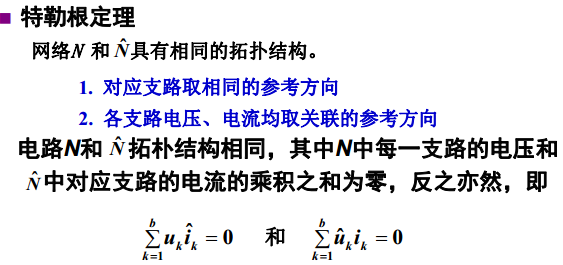 ■ 特勒根定理
网络N 和 N̂具有相同的拓扑结构。
1. 对应支路取相同的参考方向
2. 各支路电压、电流均取关联的参考方向
电路N和 N̂ 拓扑结构相同，其中N中每一支路的电压和
N̂ 中对应支路的电流的乘积之和为零，反之亦然，即
∑_{k=1}^{b} u_k î_k = 0 和 ∑_{k=1}^{b} û_k i_k = 0